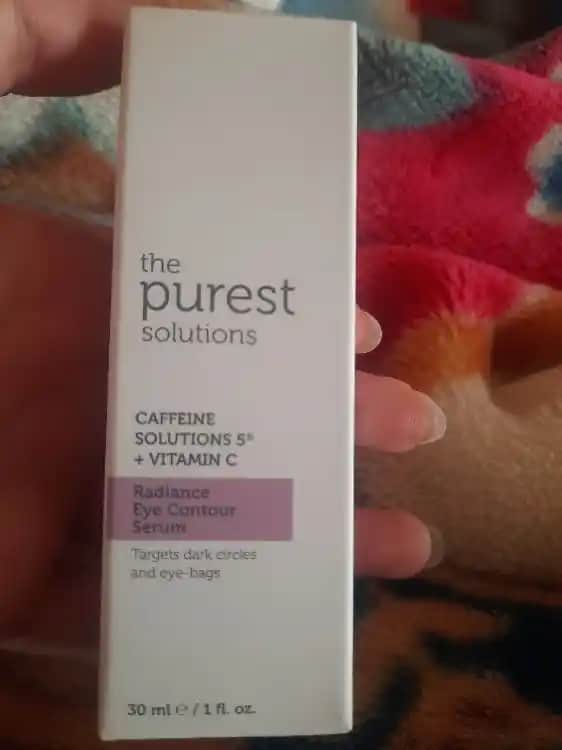 the
purest
solutions
CAFFEINE
SOLUTIONS 5%
+ VITAMIN C
Radiance
Eye Contour
Serum
Targets dark circles
and eye-bags
30 ml ℮ / 1 fl. oz.